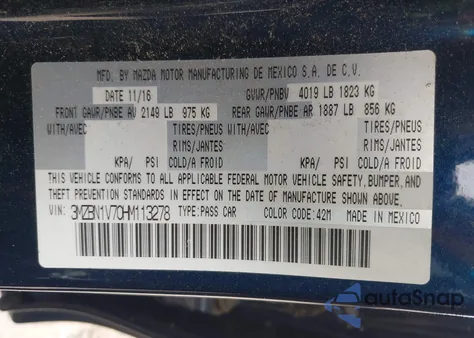 MFD. BY MAZDA MOTOR MANUFACTURING DE MEXICO S.A. DE C.V.
DATE 11/16 GVWR/PNBV 4019 LB 1823 KG
FRONT GAWR/PNBE AV 2149 LB 975 KG REAR GAWR/PNBE AR 1887 LB 856 KG
WITH/AVEC TIRES/PNEUS WITH/AVEC TIRES/PNEUS
RIMS/JANTES RIMS/JANTES
KPA/ PSI COLD/A FROID KPA/ PSI COLD/A FROID
THIS VEHICLE CONFORMS TO ALL APPLICABLE FEDERAL MOTOR VEHICLE SAFETY, BUMPER, AND
THEFT PREVENTION STANDARDS IN EFFECT ON THE DATE OF MANUFACTURE SHOWN ABOVE.
VIN: 3MZBN1V70HM113278 TYPE:PASS CAR COLOR CODE:42M MADE IN MEXICO
autoSnap